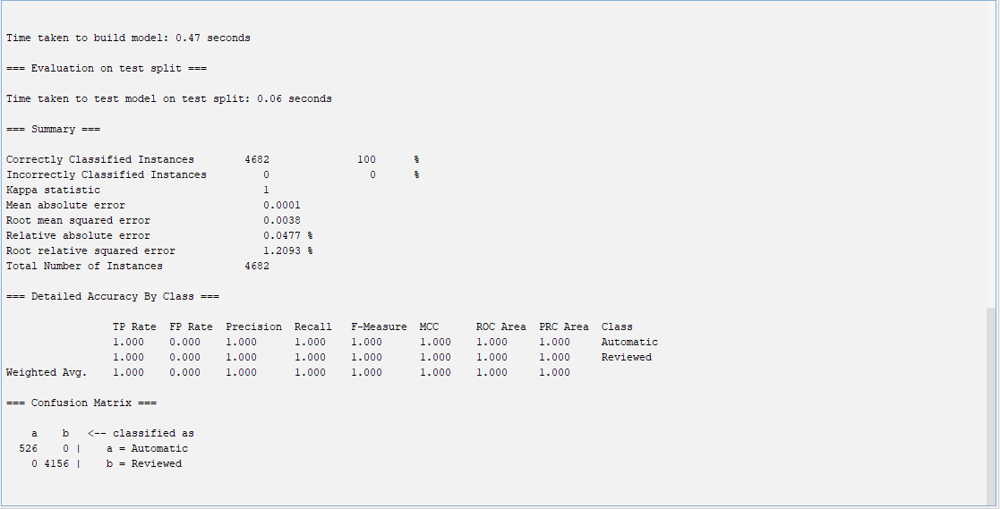 Time taken to build model: 0.47 seconds
=== Evaluation on test split ===
Time taken to test model on test split: 0.06 seconds
=== Summary ===
Correctly Classified Instances        4682              100      %
Incorrectly Classified Instances         0                0      %
Kappa statistic                          1
Mean absolute error                      0.0001
Root mean squared error                  0.0038
Relative absolute error                  0.0477 %
Root relative squared error              1.2093 %
Total Number of Instances             4682
=== Detailed Accuracy By Class ===
                 TP Rate  FP Rate  Precision  Recall   F-Measure  MCC      ROC Area  PRC Area  Class
                 1.000    0.000    1.000      1.000    1.000      1.000    1.000     1.000     Automatic
                 1.000    0.000    1.000      1.000    1.000      1.000    1.000     1.000     Reviewed
Weighted Avg.    1.000    0.000    1.000      1.000    1.000      1.000    1.000     1.000
=== Confusion Matrix ===
    a    b   <-- classified as
  526    0 |    a = Automatic
    0 4156 |    b = Reviewed